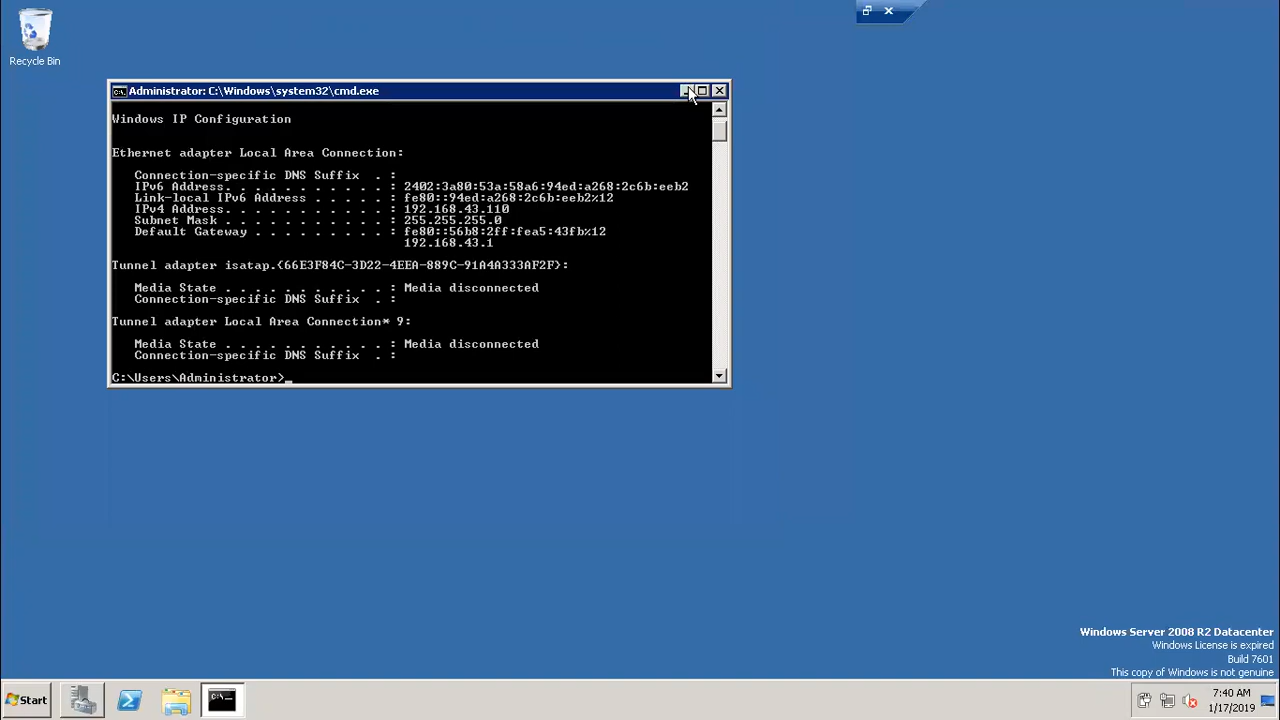 Recycle Bin
Administrator: C:\Windows\system32\cmd.exe
Windows IP Configuration
Ethernet adapter Local Area Connection:
Connection-specific DNS Suffix  . :
IPv6 Address. . . . . . . . . . . : 2402:3a80:53a:58a6:94ed:a268:2c6b:eeb2
Link-local IPv6 Address . . . . . : fe80::94ed:a268:2c6b:eeb2%12
IPv4 Address. . . . . . . . . . . : 192.168.43.110
Subnet Mask . . . . . . . . . . . : 255.255.255.0
Default Gateway . . . . . . . . . : fe80::56b8:2ff:fea5:43fb%12
192.168.43.1
Tunnel adapter isatap.{66E3F84C-3D22-4EEA-889C-91A4A333AF2F}:
Media State . . . . . . . . . . . : Media disconnected
Connection-specific DNS Suffix  . :
Tunnel adapter Local Area Connection* 9:
Media State . . . . . . . . . . . : Media disconnected
Connection-specific DNS Suffix  . :
C:\Users\Administrator>_
Windows Server 2008 R2 Datacenter
Windows License is expired
Build 7601
This copy of Windows is not genuine
Start
7:40 AM
1/17/2019